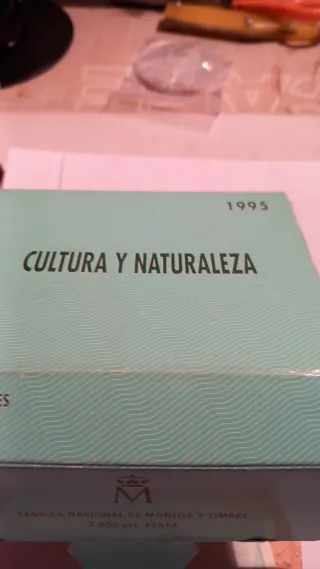 1995
CULTURA Y NATURALEZA
ES
M
FABRICA NACIONAL DE MONEDA Y TIMBRE
2.000 pts. PLATA